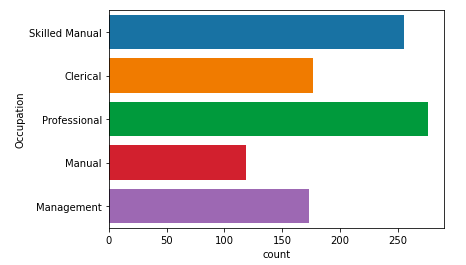 Occupation
Skilled Manual
Clerical
Professional
Manual
Management
0 50 100 150 200 250
count